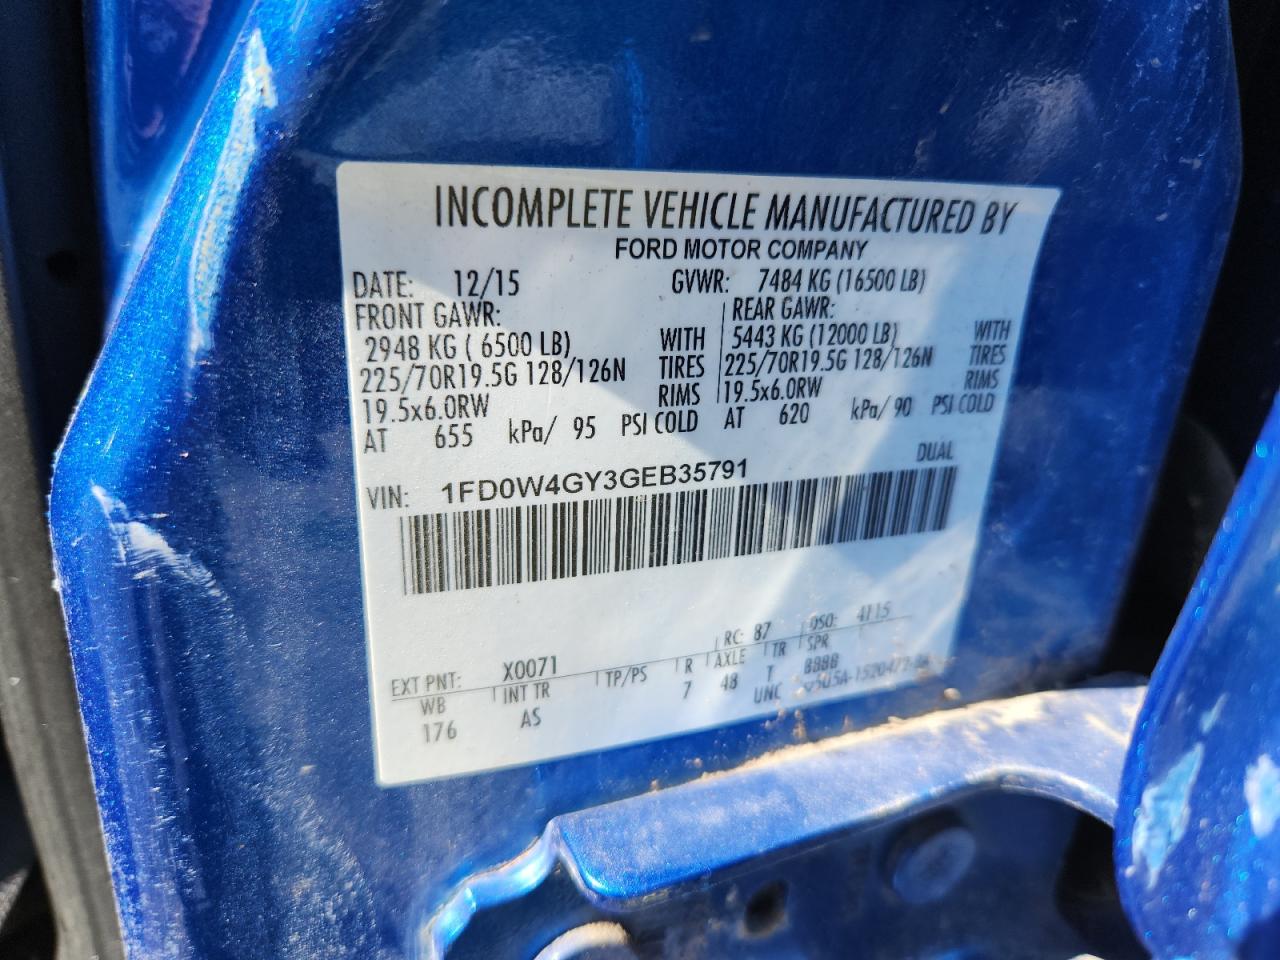 INCOMPLETE VEHICLE MANUFACTURED BY
FORD MOTOR COMPANY
DATE: 12/15 GVWR: 7484 KG (16500 LB)
FRONT GAWR: REAR GAWR:
2948 KG ( 6500 LB) WITH 5443 KG (12000 LB) WITH
225/70R19.5G 128/126N TIRES 225/70R19.5G 128/126N TIRES
19.5x6.0RW RIMS 19.5x6.0RW RIMS
AT 655 kPa/ 95 PSI COLD AT 620 kPa/ 90 PSI COLD
VIN: 1FD0W4GY3GEB35791 DUAL
EXT PNT: X0071 RC: 87 DSO: 4115
WB INT TR TP/PS R AXLE TR SPR
176 AS 7 48 T 8888
UNC